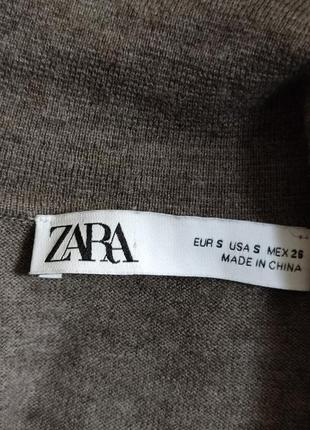 ZARA
EUR S USA S MEX 26
MADE IN CHINA